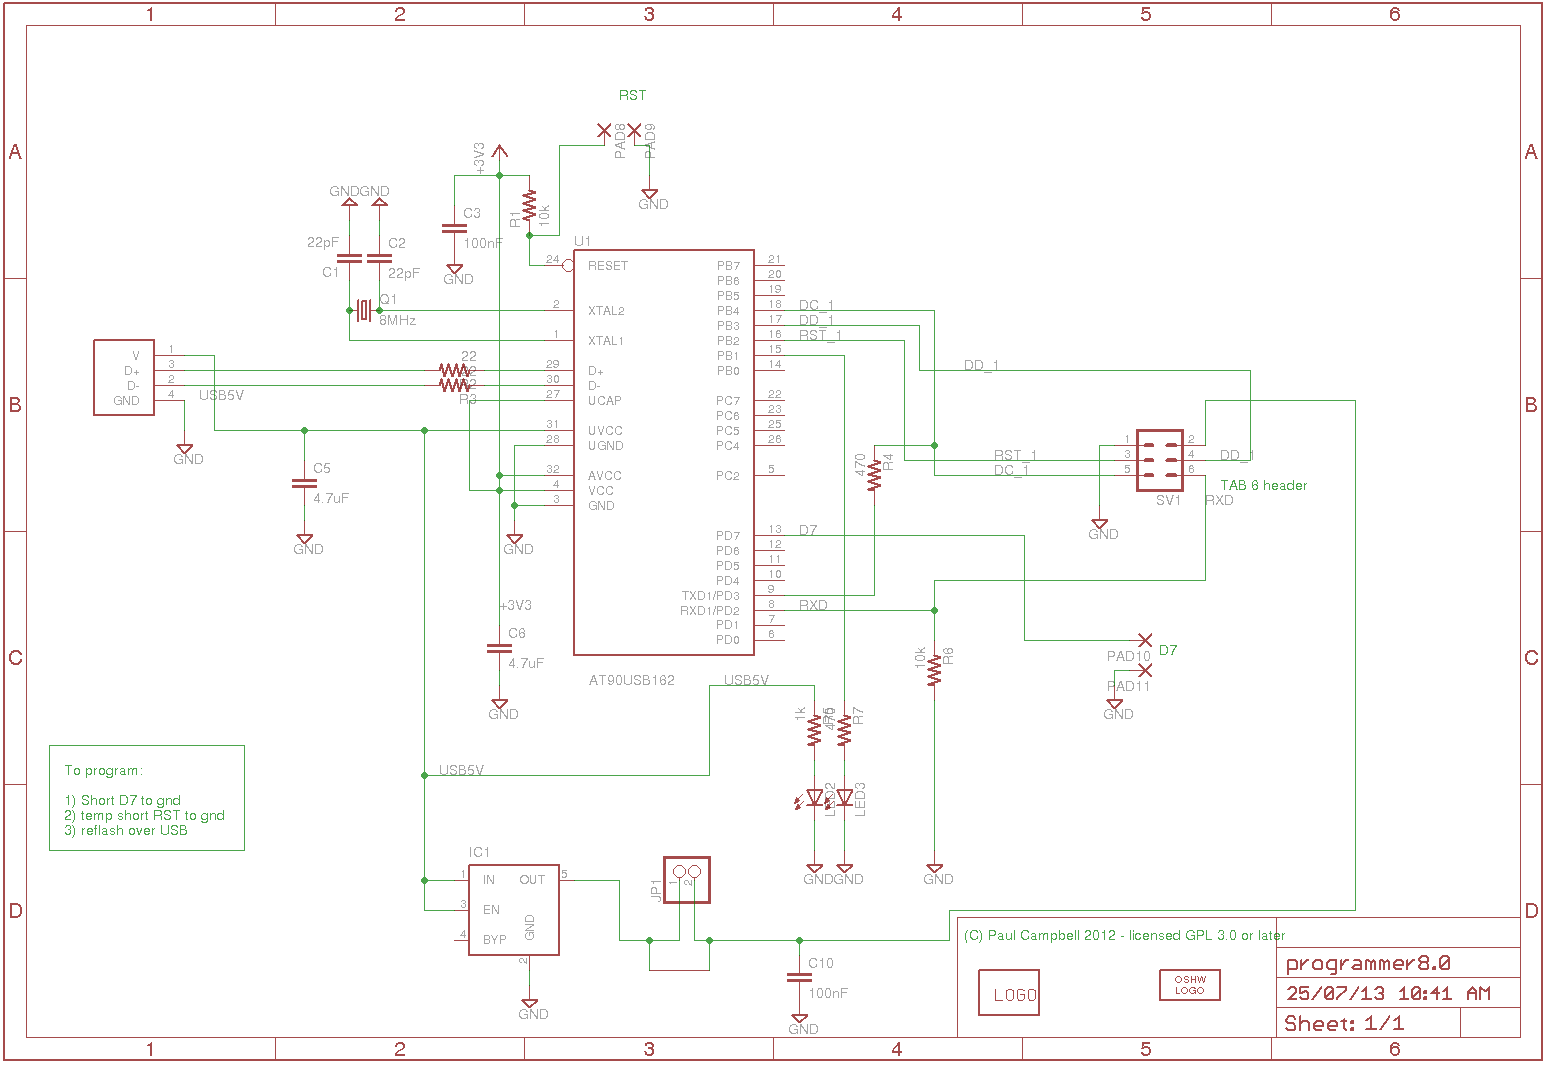 1 2 3 4 5 6
RST
A A
+3V3
PAD8
PAD9
GND
GND GND
22pF
C1
C2
22pF
C3
100nF
GND
R1
10k
Q1
8MHz
U1
24 RESET
2 XTAL2
1 XTAL1
29 D+
30 D-
27 UCAP
31 UVCC
28 UGND
32 AVCC
4 VCC
3 GND
PB7 21
PB6 20
PB5 19
PB4 18 DC_1
PB3 17 DD_1
PB2 16 RST_1
PB1 15
PB0 14
PC7 22
PC6 23
PC5 25
PC4 26
PC2 5
PD7 13 D7
PD6 12
PD5 11
PD4 10
TXD1/PD3 9
RXD1/PD2 8 RXD
PD1 7
PD0 6
AT90USB162
V 1
D+ 3
D- 2
GND 4
USB5V
GND
22
R3
B B
C5
4.7uF
GND
GND
+3V3
C6
4.7uF
GND
DD_1
RST_1
DC_1
470
R4
1 2
3 4
5 6
DD_1
SV1
RXD
TAB 6 header
GND
C C
D7
PAD10
PAD11
GND
10k
R6
GND
USB5V
USB5V
1k
470
R7
LED2
LED3
GND GND
To program:
1) Short D7 to gnd
2) temp short RST to gnd
3) reflash over USB
IC1
1 IN OUT 5
3 EN
4 BYP
GND
2
GND
JP1
1
2
C10
100nF
GND
D D
(C) Paul Campbell 2012 - licensed GPL 3.0 or later
LOGO
OSHW
LOGO
programmer8.0
25/07/13 10:41 AM
Sheet: 1/1
1 2 3 4 5 6